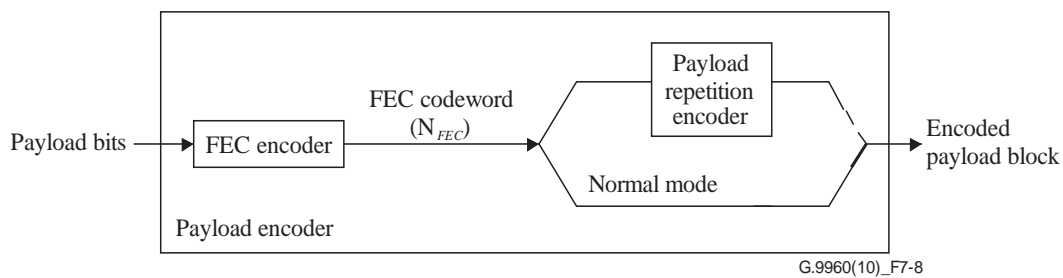 Payload bits
FEC encoder
FEC codeword
(N_FEC)
Payload
repetition
encoder
Normal mode
Encoded
payload block
Payload encoder
G.9960(10)_F7-8